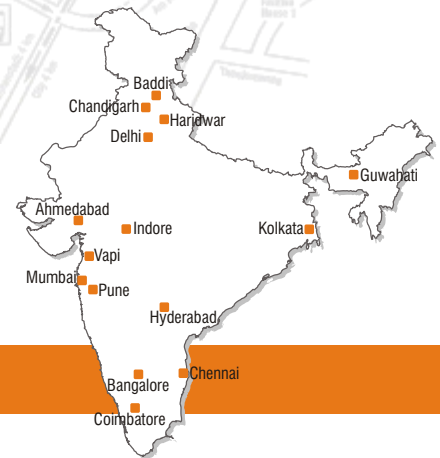 Baddi
Chandigarh
Haridwar
Delhi
Guwahati
Ahmedabad
Indore
Kolkata
Vapi
Mumbai
Pune
Hyderabad
Bangalore
Chennai
Coimbatore